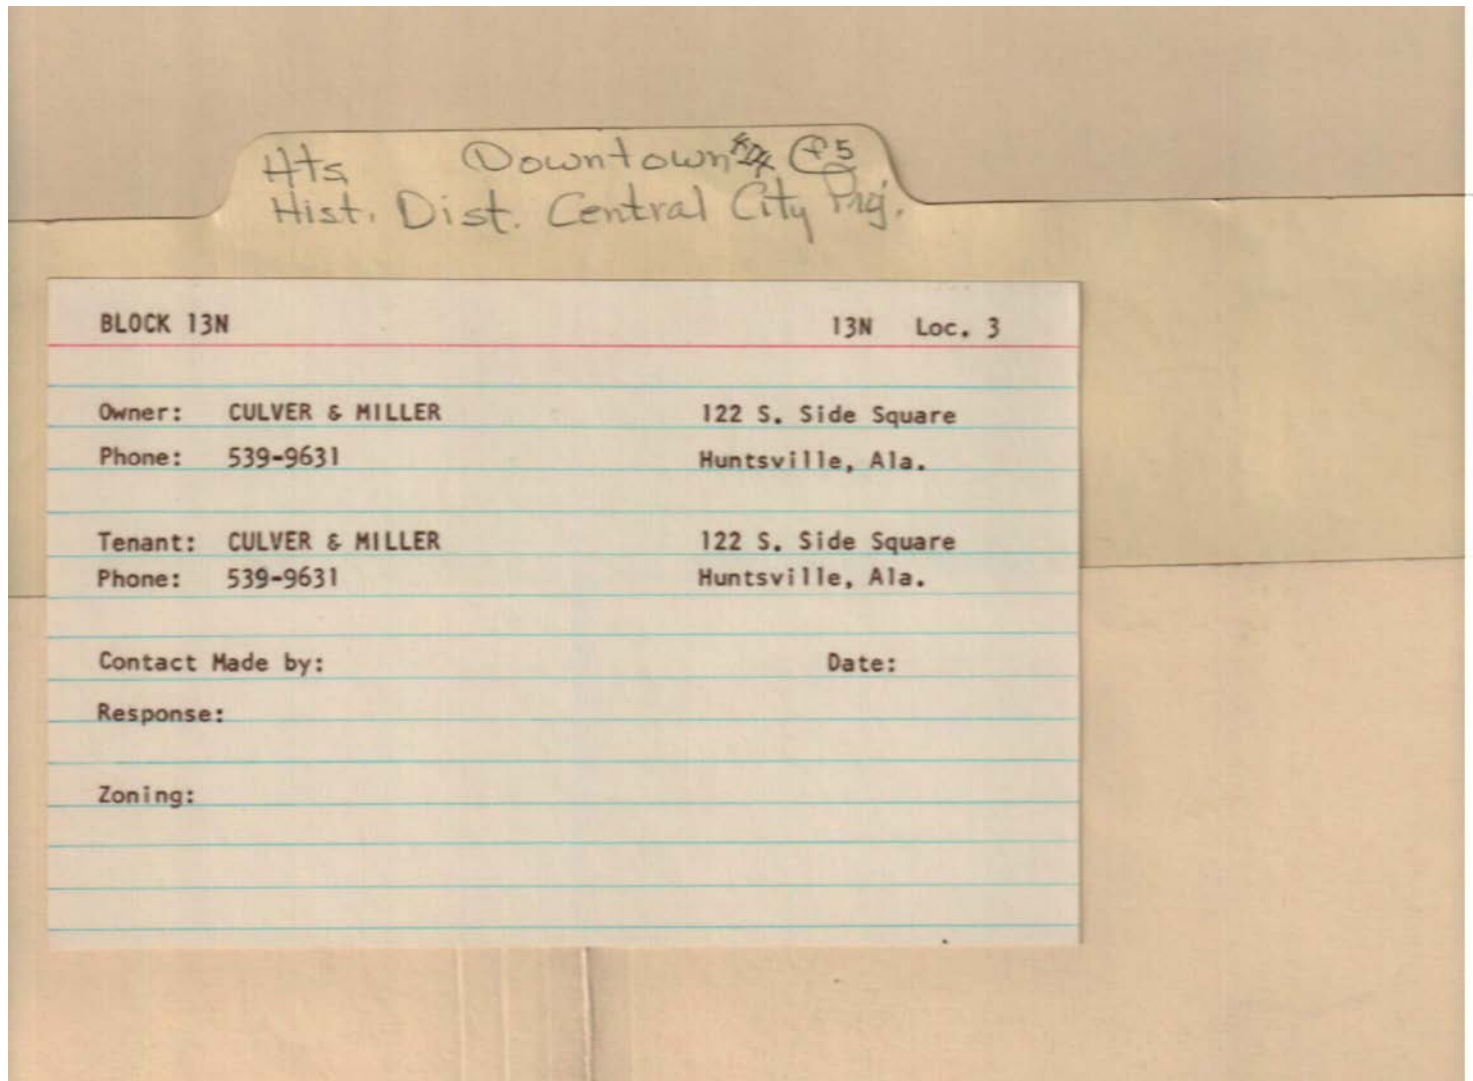 Hts Downtown
Hist. Dist. Central City Prj.
BLOCK 13N 13N Loc. 3
Owner: CULVER & MILLER 122 S. Side Square
Phone: 539-9631 Huntsville, Ala.
Tenant: CULVER & MILLER 122 S. Side Square
Phone: 539-9631 Huntsville, Ala.
Contact Made by: Date:
Response:
Zoning: